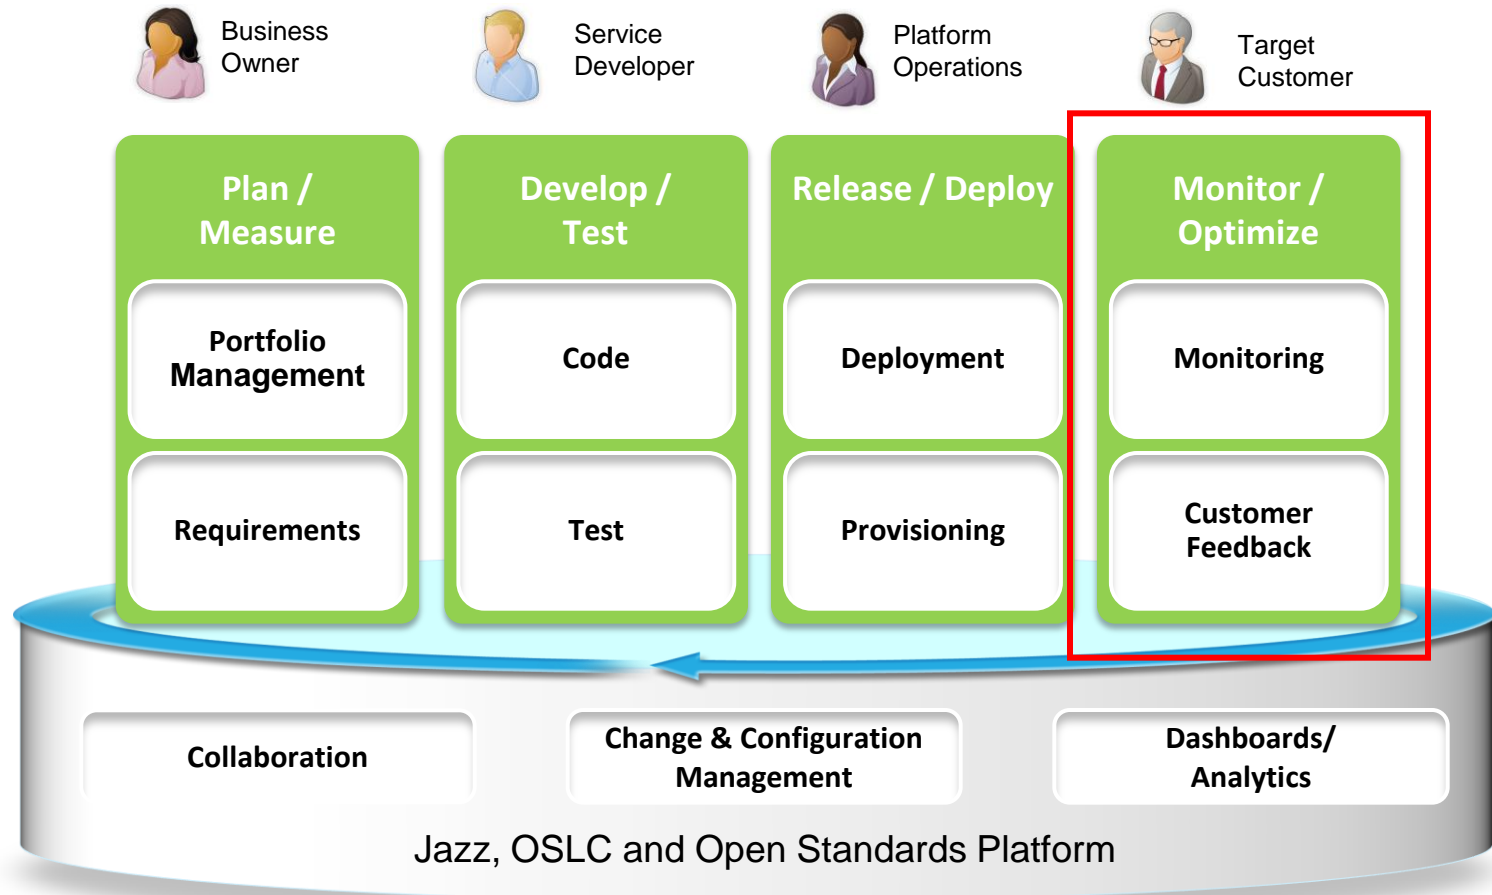 Business
Owner
Service
Developer
Platform
Operations
Target
Customer
Plan /
Measure
Develop /
Test
Release / Deploy
Monitor /
Optimize
Portfolio
Management
Code
Deployment
Monitoring
Requirements
Test
Provisioning
Customer
Feedback
Collaboration
Change & Configuration
Management
Dashboards/
Analytics
Jazz, OSLC and Open Standards Platform